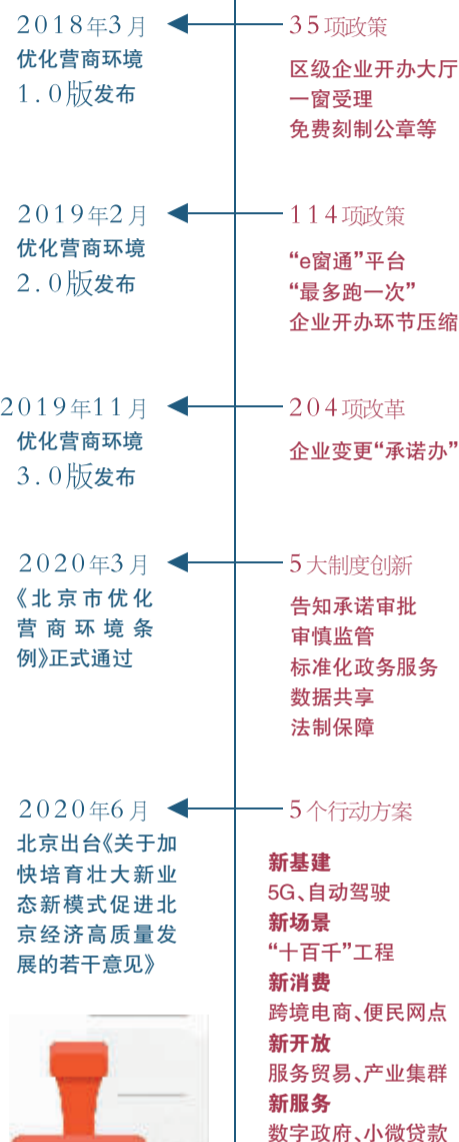 2018年3月
优化营商环境
1.0版发布
35项政策
区级企业开办大厅
一窗受理
免费刻制公章等
2019年2月
优化营商环境
2.0版发布
114项政策
“e窗通”平台
“最多跑一次”
企业开办环节压缩
2019年11月
优化营商环境
3.0版发布
204项改革
企业变更“承诺办”
2020年3月
《北京市优化
营商环境条
例》正式通过
5大制度创新
告知承诺审批
审慎监管
标准化政务服务
数据共享
法制保障
2020年6月
北京出台《关于加
快培育壮大新业
态新模式促进北
京经济高质量发
展的若干意见》
5个行动方案
新基建
5G、自动驾驶
新场景
“十百千”工程
新消费
跨境电商、便民网点
新开放
服务贸易、产业集群
新服务
数字政府、小微贷款